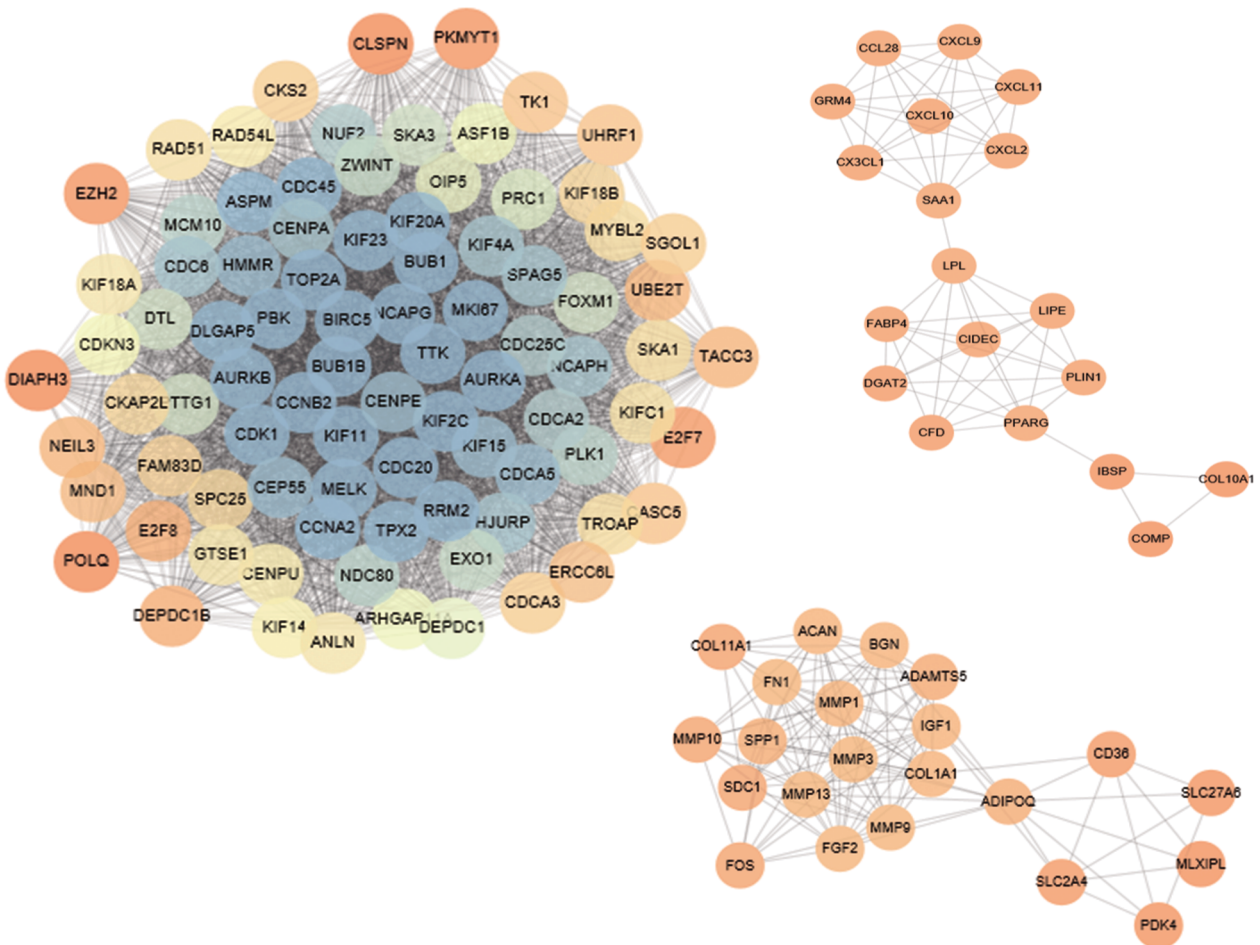 CLSPN
PKMYT1
CKS2
TK1
RAD54L
NUF2
SKA3
ASF1B
UHRF1
RAD51
ZWINT
OIP5
PRC1
KIF18B
EZH2
ASPM
CDC45
MCM10
CENPA
KIF23
KIF20A
KIF4A
MYBL2
SGOL1
CDC6
HMMR
TOP2A
BUB1
SPAG5
UBE2T
KIF18A
DTL
DLGAP5
PBK
BIRC5
NCAPG
MKI67
FOXM1
CDKN3
BUB1B
TTK
CDC25C
NCAPH
SKA1
TACC3
DIAPH3
AURKB
AURKA
CKAP2L
TTG1
CCNB2
CENPE
CDCA2
KIFC1
NEIL3
CDK1
KIF11
KIF2C
KIF15
PLK1
E2F7
FAM83D
CDC20
CDCA5
MND1
SPC25
CEP55
MELK
RRM2
E2F8
CCNA2
TPX2
HJURP
TROAP
CASC5
POLQ
GTSE1
CENPU
NDC80
EXO1
ERCC6L
DEPDC1B
KIF14
ANLN
ARHGAP11A
DEPDC1
CDCA3
CCL28
CXCL9
GRM4
CXCL11
CXCL10
CX3CL1
CXCL2
SAA1
LPL
FABP4
LIPE
CIDEC
DGAT2
PLIN1
CFD
PPARG
IBSP
COL10A1
COMP
COL11A1
ACAN
BGN
FN1
ADAMTS5
MMP1
MMP10
SPP1
IGF1
MMP3
COL1A1
SDC1
MMP13
ADIPOQ
CD36
SLC27A6
MMP9
FGF2
FOS
SLC2A4
MLXIPL
PDK4